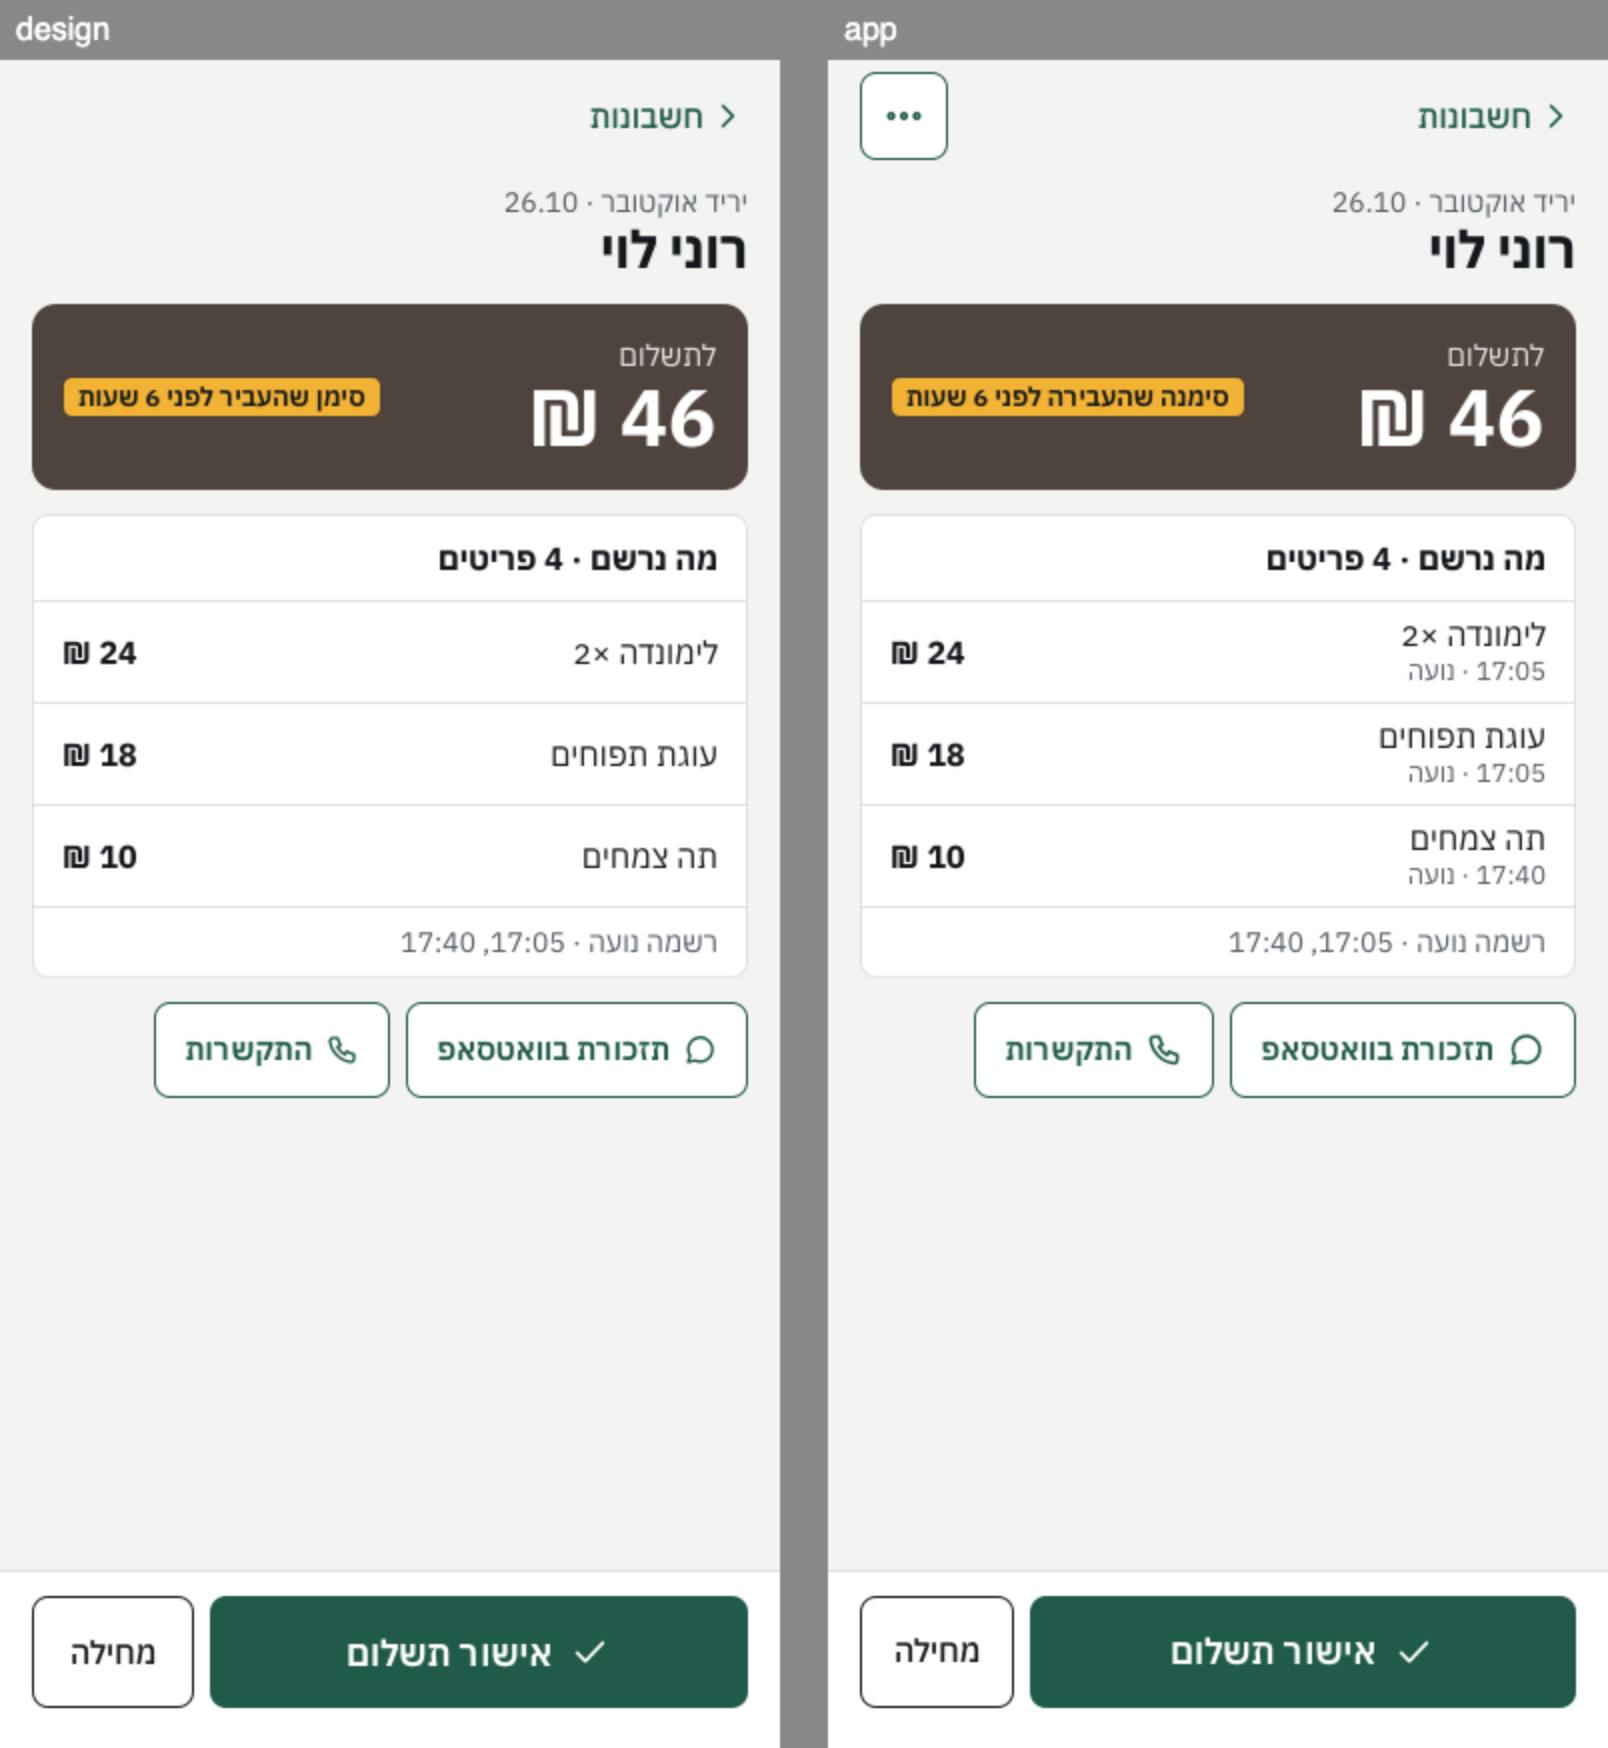 design
חשבונות
יריד אוקטובר · 26.10
רוני לוי
לתשלום
46 ₪
סימן שהעביר לפני 6 שעות
מה נרשם · 4 פריטים
לימונדה ×2
24 ₪
עוגת תפוחים
18 ₪
תה צמחים
10 ₪
רשמה נועה · 17:05, 17:40
תזכורת בוואטסאפ
התקשרות
אישור תשלום
מחילה
app
חשבונות
יריד אוקטובר · 26.10
רוני לוי
לתשלום
46 ₪
סימנה שהעבירה לפני 6 שעות
מה נרשם · 4 פריטים
לימונדה ×2
17:05 · נועה
24 ₪
עוגת תפוחים
17:05 · נועה
18 ₪
תה צמחים
17:40 · נועה
10 ₪
רשמה נועה · 17:05, 17:40
תזכורת בוואטסאפ
התקשרות
אישור תשלום
מחילה